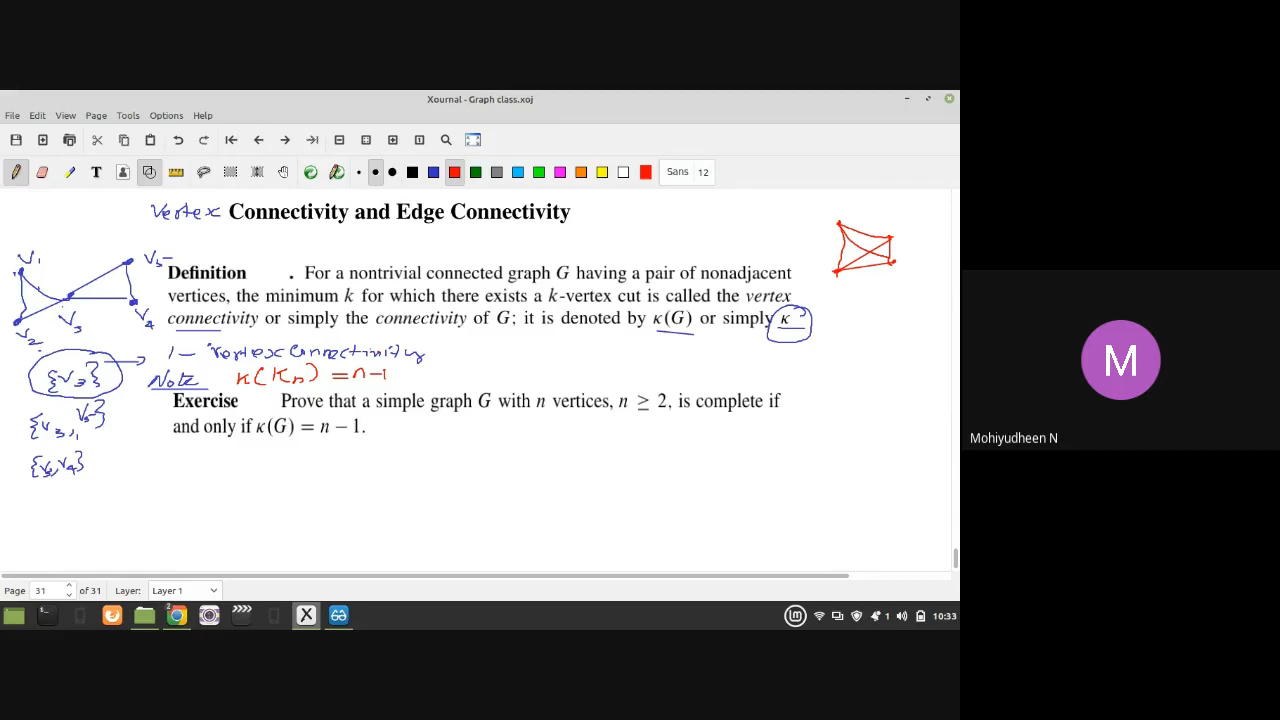 Xournal - Graph class.xoj
File Edit View Page Tools Options Help
Sans 12
Vertex Connectivity and Edge Connectivity
V1
V5
V3
V4
V2
Definition . For a nontrivial connected graph G having a pair of nonadjacent
vertices, the minimum k for which there exists a k-vertex cut is called the vertex
connectivity or simply the connectivity of G; it is denoted by κ(G) or simply κ
1 - vertex connectivity
{V3}
Note κ(Kn) = n-1
Exercise Prove that a simple graph G with n vertices, n ≥ 2, is complete if
and only if κ(G) = n − 1.
{V3, V5}
{V3, V4}
M
Mohiyudheen N
Page 31 of 31 Layer: Layer 1
2
1 10:33